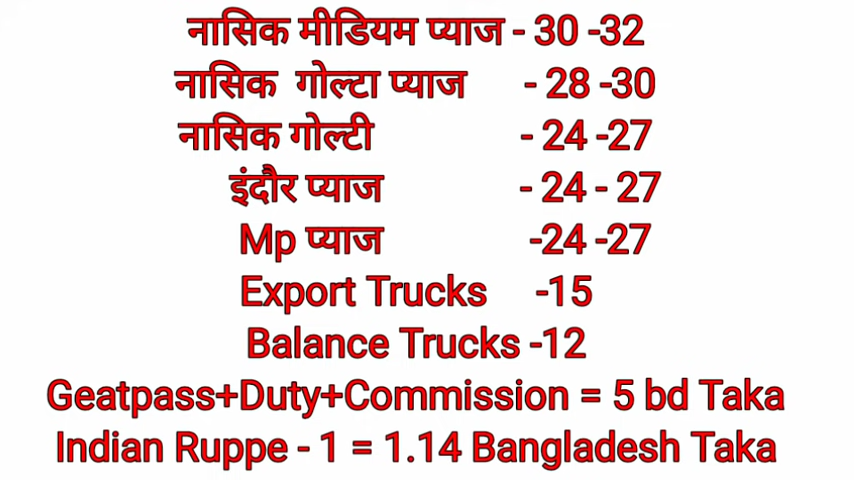 नासिक मीडियम प्याज - 30 -32
नासिक गोल्टा प्याज - 28 -30
नासिक गोल्टी - 24 -27
इंदौर प्याज - 24 - 27
Mp प्याज -24 -27
Export Trucks -15
Balance Trucks -12
Geatpass+Duty+Commission = 5 bd Taka
Indian Ruppe - 1 = 1.14 Bangladesh Taka